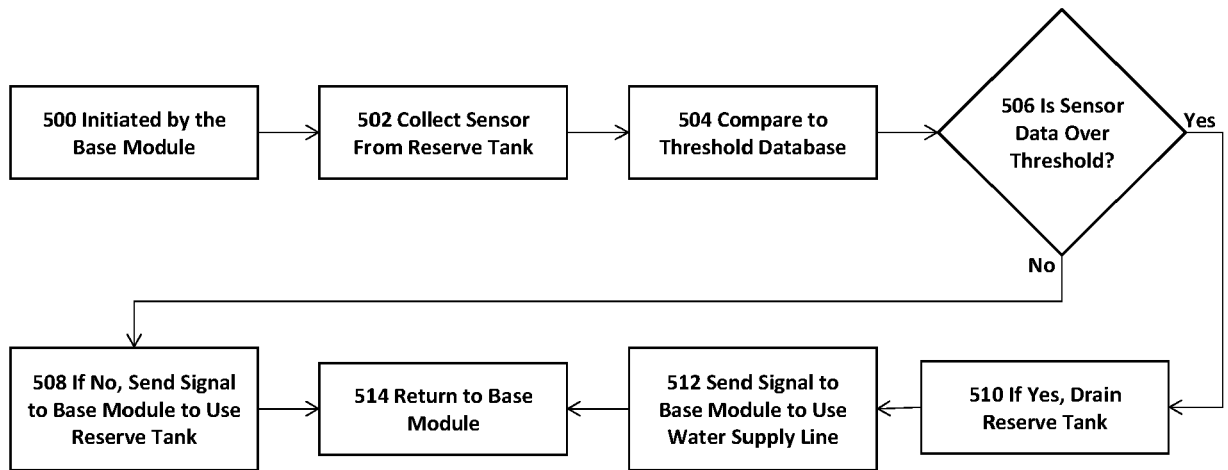 500 Initiated by the
Base Module
502 Collect Sensor
From Reserve Tank
504 Compare to
Threshold Database
506 Is Sensor
Data Over
Threshold?
Yes
No
508 If No, Send Signal
to Base Module to Use
Reserve Tank
514 Return to Base
Module
512 Send Signal to
Base Module to Use
Water Supply Line
510 If Yes, Drain
Reserve Tank